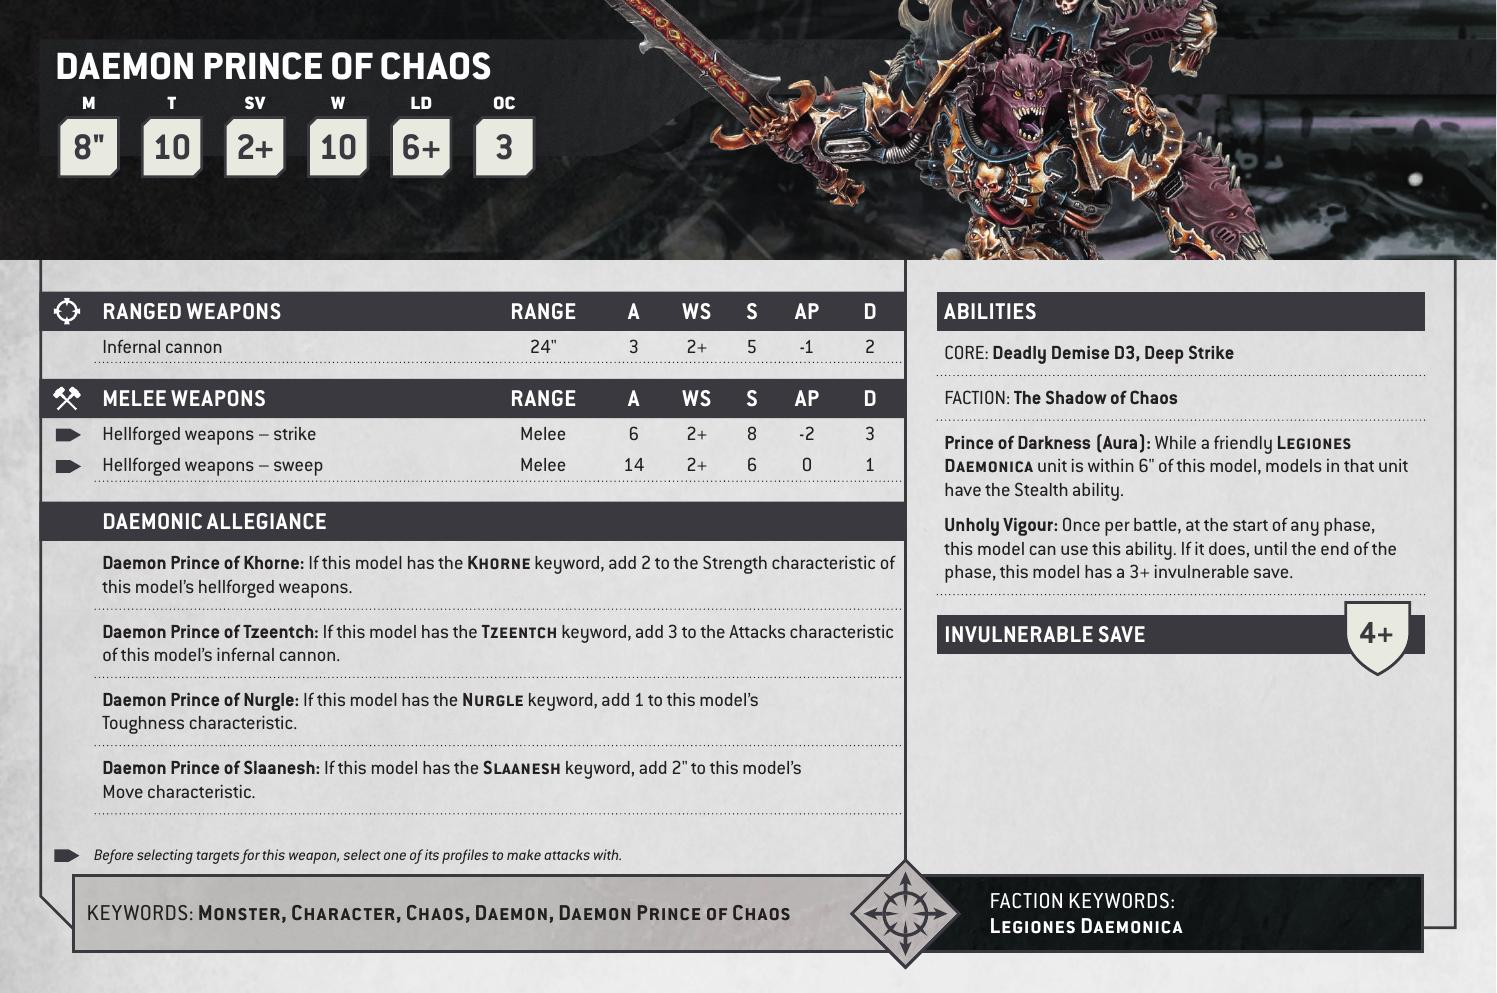 DAEMON PRINCE OF CHAOS
M T SV W LD OC
8" 10 2+ 10 6+ 3
RANGED WEAPONS RANGE A WS S AP D
Infernal cannon 24" 3 2+ 5 -1 2
MELEE WEAPONS RANGE A WS S AP D
Hellforged weapons – strike Melee 6 2+ 8 -2 3
Hellforged weapons – sweep Melee 14 2+ 6 0 1
DAEMONIC ALLEGIANCE
Daemon Prince of Khorne: If this model has the KHORNE keyword, add 2 to the Strength characteristic of
this model's hellforged weapons.
Daemon Prince of Tzeentch: If this model has the TZEENTCH keyword, add 3 to the Attacks characteristic
of this model's infernal cannon.
Daemon Prince of Nurgle: If this model has the NURGLE keyword, add 1 to this model's
Toughness characteristic.
Daemon Prince of Slaanesh: If this model has the SLAANESH keyword, add 2" to this model's
Move characteristic.
Before selecting targets for this weapon, select one of its profiles to make attacks with.
ABILITIES
CORE: Deadly Demise D3, Deep Strike
FACTION: The Shadow of Chaos
Prince of Darkness (Aura): While a friendly LEGIONES
DAEMONICA unit is within 6" of this model, models in that unit
have the Stealth ability.
Unholy Vigour: Once per battle, at the start of any phase,
this model can use this ability. If it does, until the end of the
phase, this model has a 3+ invulnerable save.
INVULNERABLE SAVE 4+
KEYWORDS: MONSTER, CHARACTER, CHAOS, DAEMON, DAEMON PRINCE OF CHAOS
FACTION KEYWORDS:
LEGIONES DAEMONICA